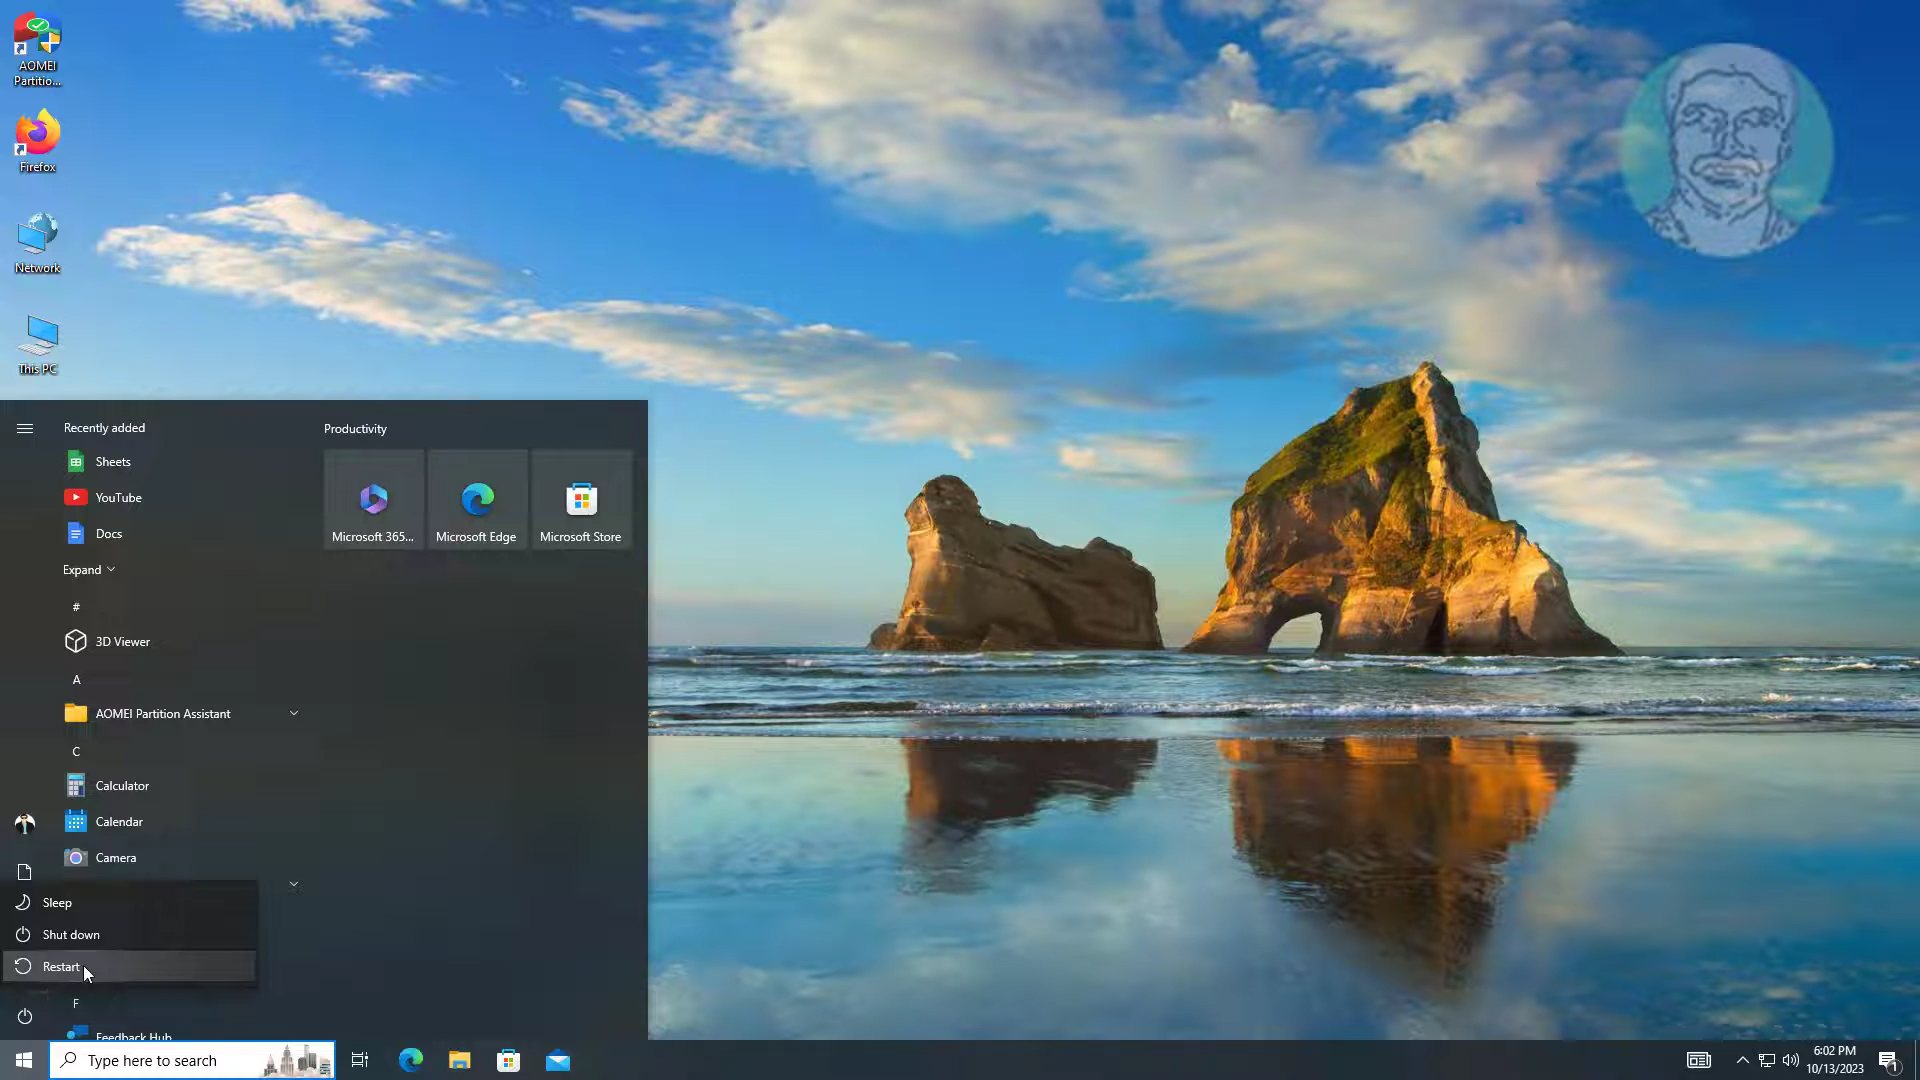 AOMEI
Partitio...
Firefox
Network
This PC
Recently added
Productivity
Sheets
YouTube
Docs
Microsoft 365...
Microsoft Edge
Microsoft Store
Expand
#
3D Viewer
A
AOMEI Partition Assistant
C
Calculator
Calendar
Camera
Sleep
Shut down
Restart
F
Feedback Hub
Type here to search
6:02 PM
10/13/2023
1